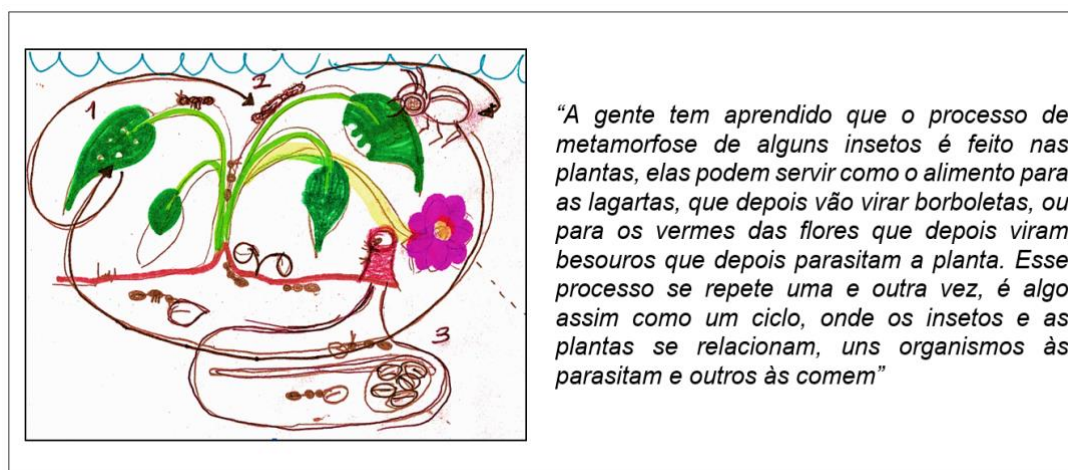 1
2
3
“A gente tem aprendido que o processo de
metamorfose de alguns insetos é feito nas
plantas, elas podem servir como o alimento para
as lagartas, que depois vão virar borboletas, ou
para os vermes das flores que depois viram
besouros que depois parasitam a planta. Esse
processo se repete uma e outra vez, é algo
assim como um ciclo, onde os insetos e as
plantas se relacionam, uns organismos às
parasitam e outros às comem”